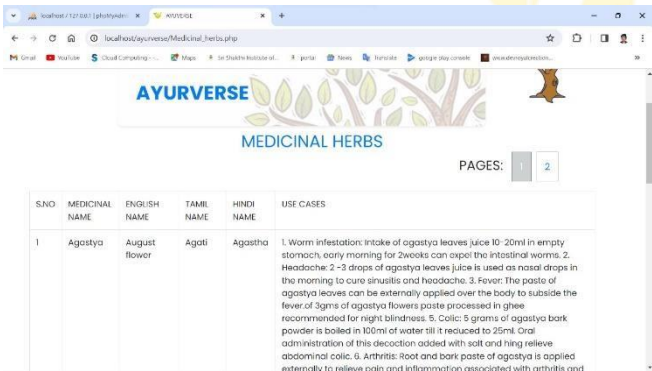 localhost / 127.0.0.1 | phpMyAdmin
AYUVERSE
localhost/ayurverse/Medicinal_herbs.php
Gmail YouTube Cloud Computing Maps Sri Shakthi Institute of... portal News Translate google play console
AYURVERSE
MEDICINAL HERBS
PAGES: 1 2
S.NO MEDICINAL NAME ENGLISH NAME TAMIL NAME HINDI NAME USE CASES
1 Agastya August flower Agati Agastha
1. Worm infestation: Intake of agastya leaves juice 10-20ml in empty
stomach, early morning for 2weeks can expel the intestinal worms. 2.
Headache: 2 -3 drops of agastya leaves juice is used as nasal drops in
the morning to cure sinusitis and headache. 3. Fever: The paste of
agastya leaves can be externally applied over the body to subside the
fever.of 3gms of agastya flowers paste processed in ghee
recommended for night blindness. 5. Colic: 5 grams of agastya bark
powder is boiled in 100ml of water till it reduced to 25ml. Oral
administration of this decoction added with salt and hing relieve
abdominal colic. 6. Arthritis: Root and bark paste of agastya is applied
externally to relieve pain and inflammation associated with arthritis and